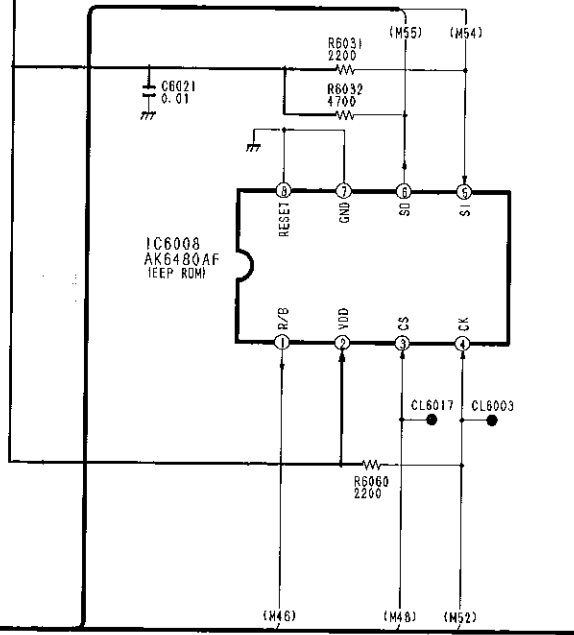 (M55)
(M54)
R6031
2200
C6021
0.01
R6032
4700
8
7
6
5
RESET
GND
SO
SI
IC6008
AK6480AF
(EEP ROM)
R/B
VDD
CS
CK
1
2
3
4
CL6017
CL6003
R6060
2200
(M46)
(M48)
(M52)